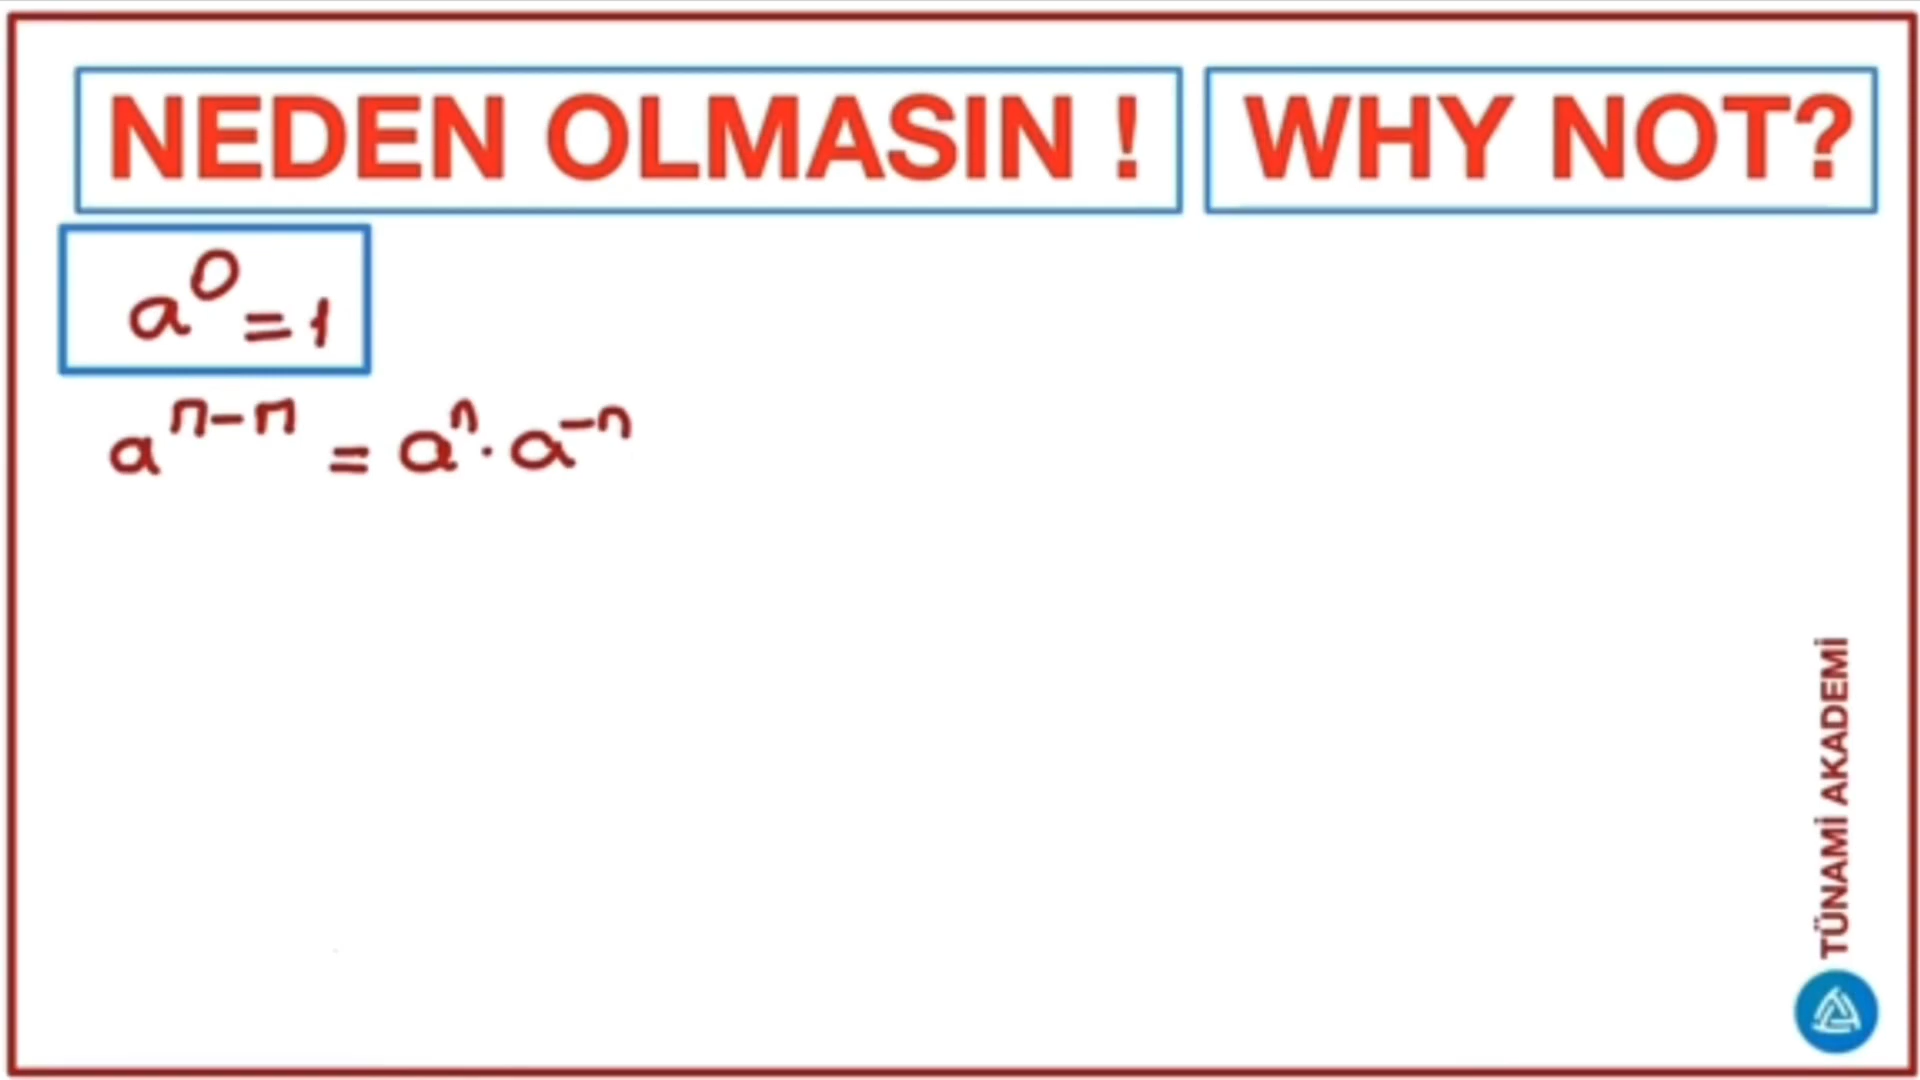 NEDEN OLMASIN ! WHY NOT?
a⁰ = 1
aⁿ⁻ⁿ = aⁿ · a⁻ⁿ
TÜNAMİ AKADEMİ